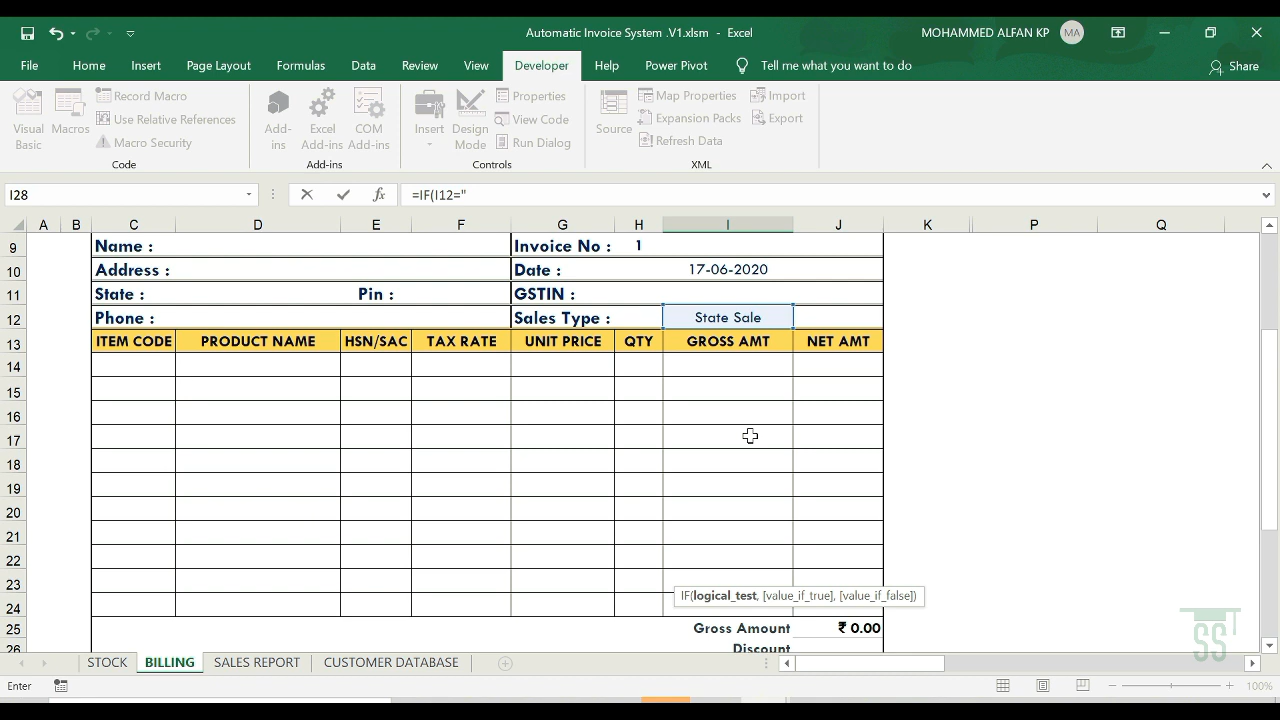 Automatic Invoice System .V1.xlsm - Excel
MOHAMMED ALFAN KP
MA
File Home Insert Page Layout Formulas Data Review View Developer Help Power Pivot Tell me what you want to do Share
Visual Basic
Macros
Record Macro
Use Relative References
Macro Security
Code
Add-ins
Excel Add-ins
COM Add-ins
Add-ins
Insert
Design Mode
Properties
View Code
Run Dialog
Controls
Source
Map Properties
Expansion Packs
Refresh Data
Import
Export
XML
I28
fx
=IF(I12="
A B C D E F G H I J K P Q
9 Name : Invoice No : 1
10 Address : Date : 17-06-2020
11 State : Pin : GSTIN :
12 Phone : Sales Type : State Sale
13 ITEM CODE PRODUCT NAME HSN/SAC TAX RATE UNIT PRICE QTY GROSS AMT NET AMT
14
15
16
17
18
19
20
21
22
23
IF(logical_test, [value_if_true], [value_if_false])
24
25 Gross Amount ₹ 0.00
26 Discount
SS
STOCK BILLING SALES REPORT CUSTOMER DATABASE
Enter
100%